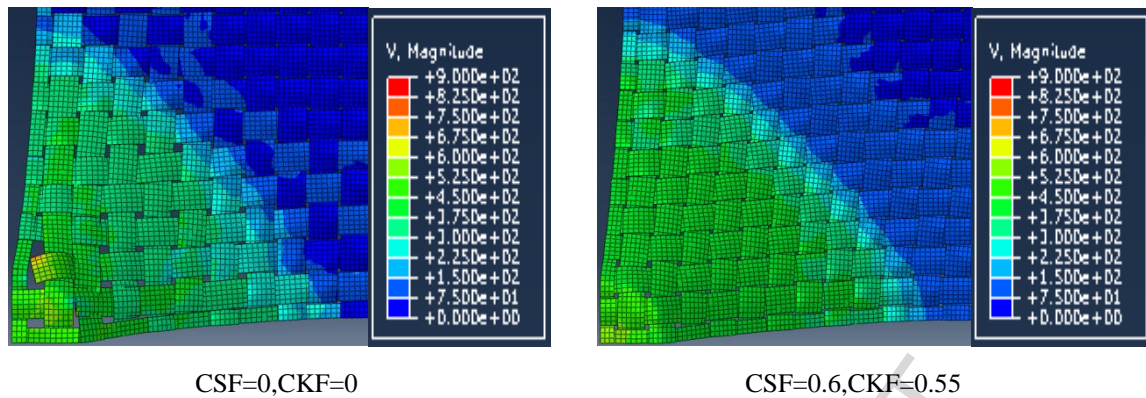 V, Magnitude
+9.000e+02
+8.250e+02
+7.500e+02
+6.750e+02
+6.000e+02
+5.250e+02
+4.500e+02
+3.750e+02
+3.000e+02
+2.250e+02
+1.500e+02
+7.500e+01
+0.000e+00
V, Magnitude
+9.000e+02
+8.250e+02
+7.500e+02
+6.750e+02
+6.000e+02
+5.250e+02
+4.500e+02
+3.750e+02
+3.000e+02
+2.250e+02
+1.500e+02
+7.500e+01
+0.000e+00
CSF=0,CKF=0
CSF=0.6,CKF=0.55